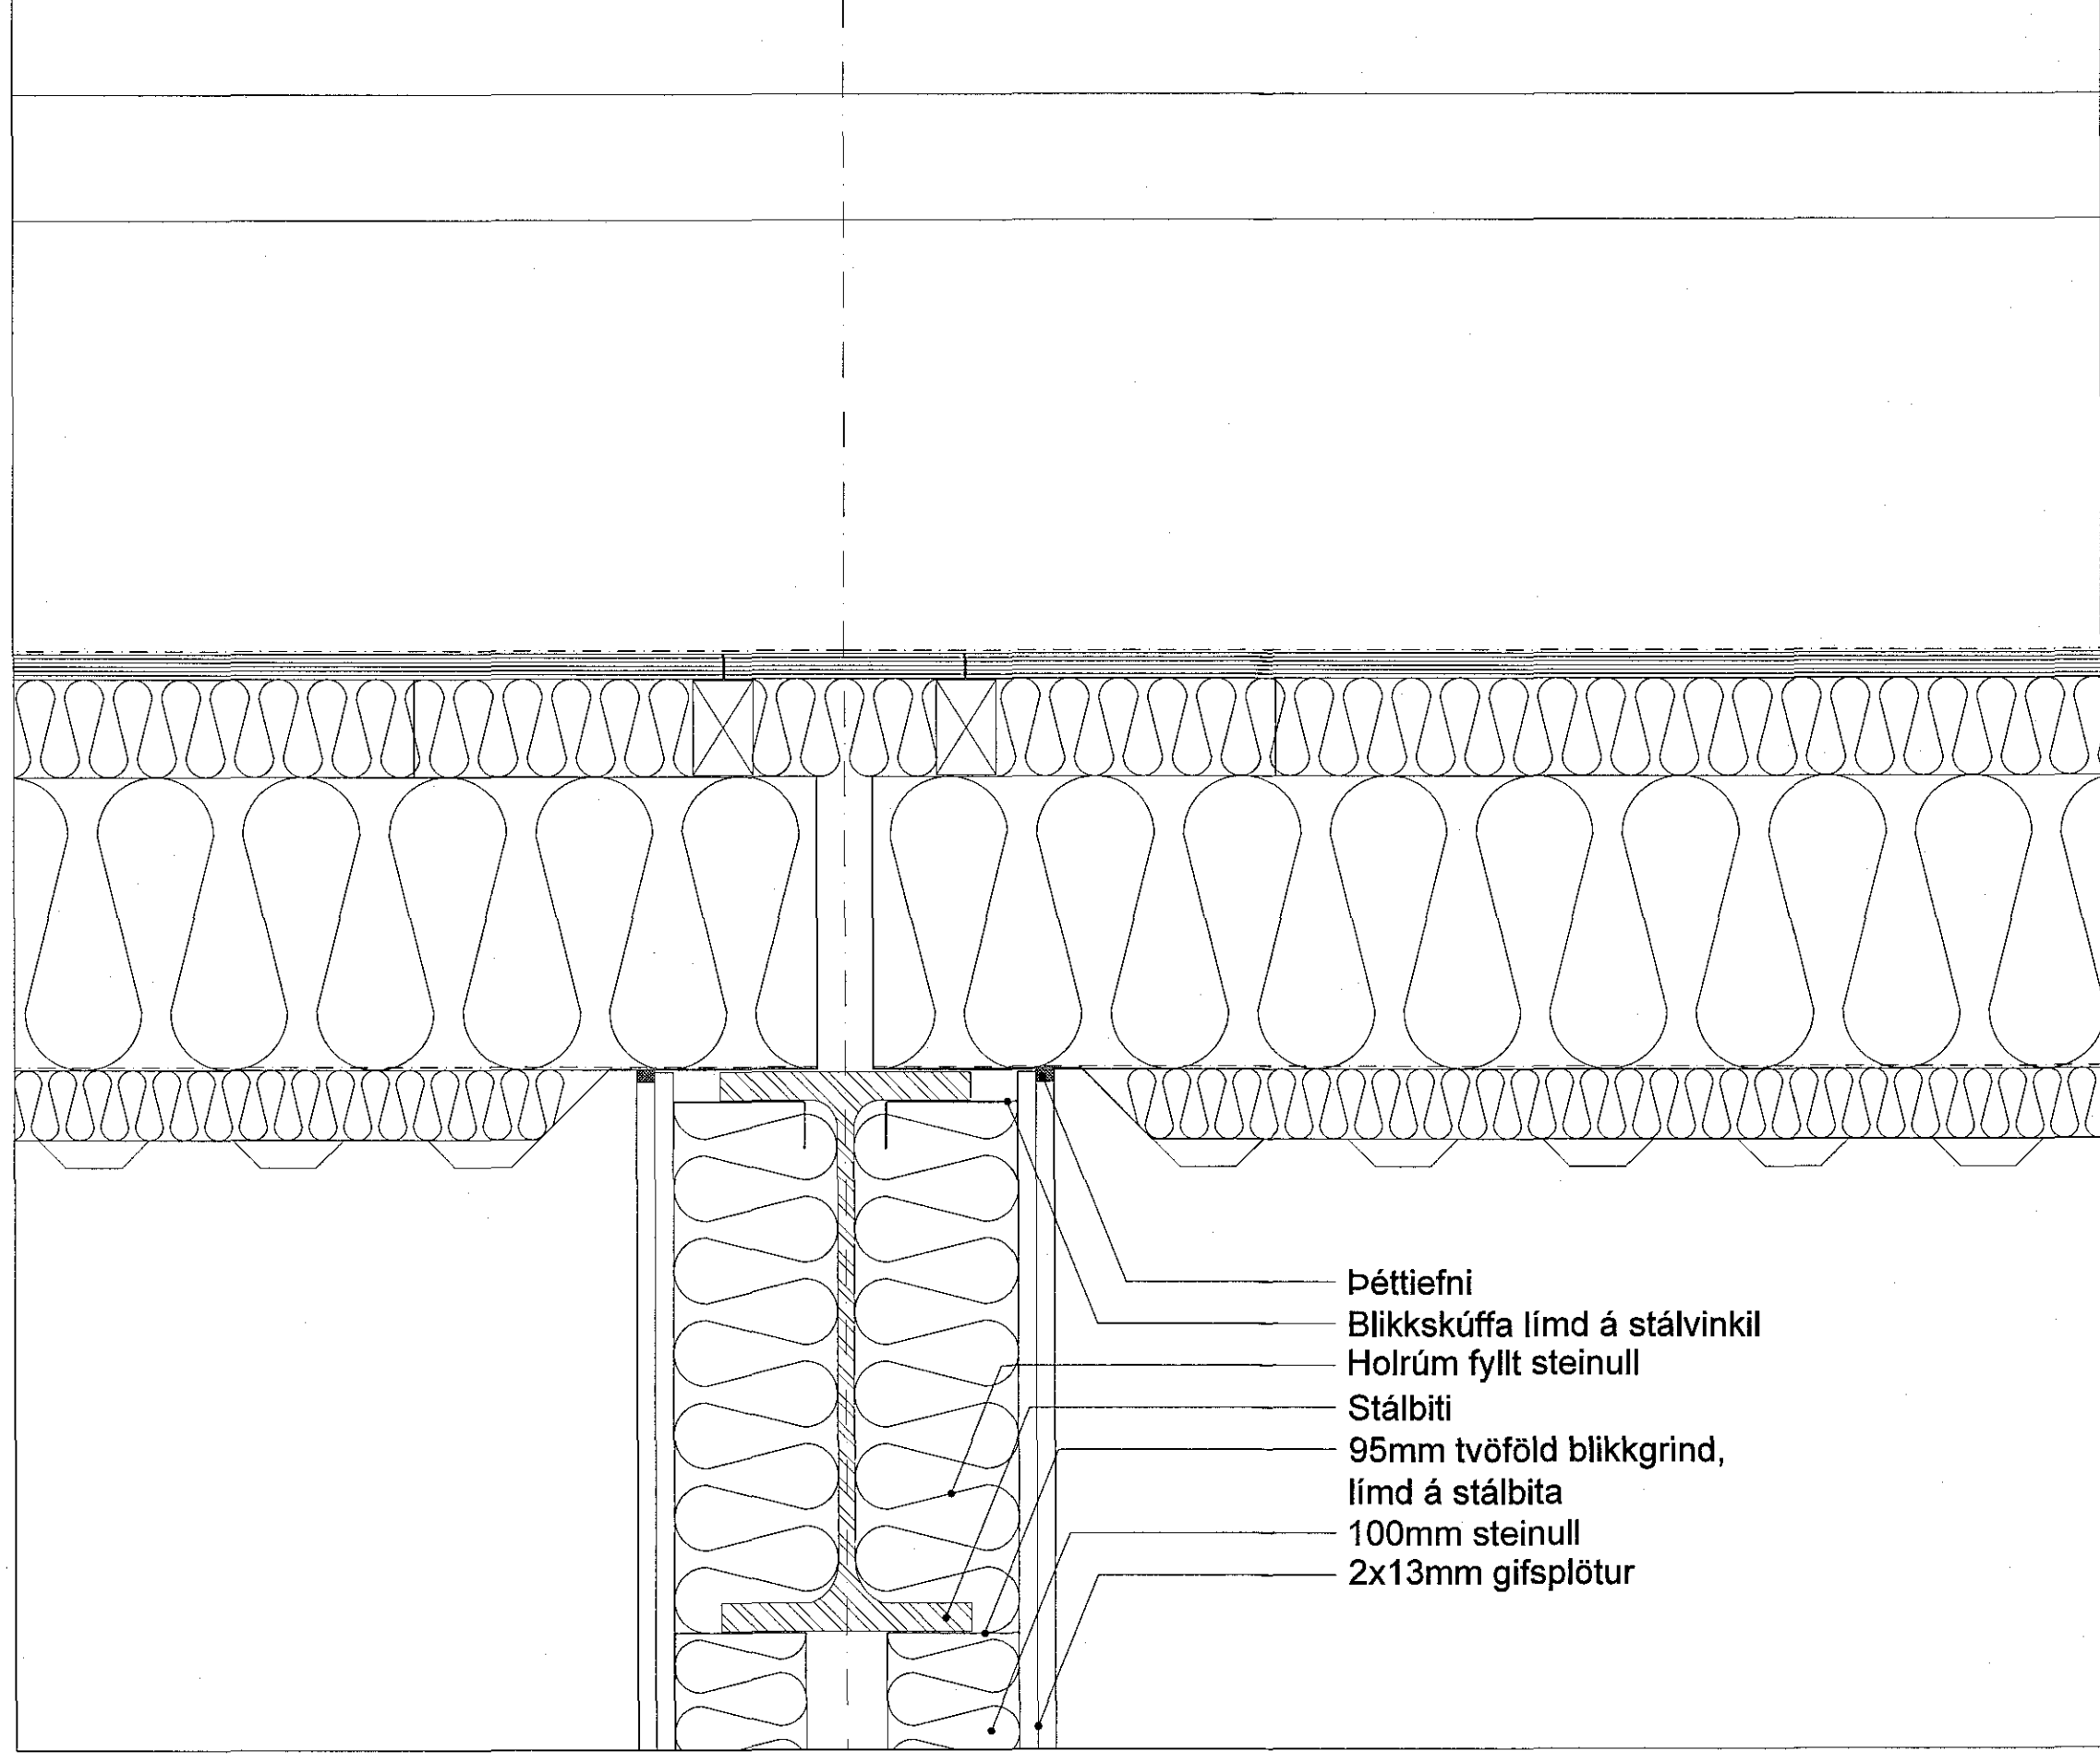 Þéttiefni
Blikkskúffa límd á stálvinkil
Holrúm fyllt steinull
Stálbiti
95mm tvöföld blikkgrind,
límd á stálbita
100mm steinull
2x13mm gifsplötur